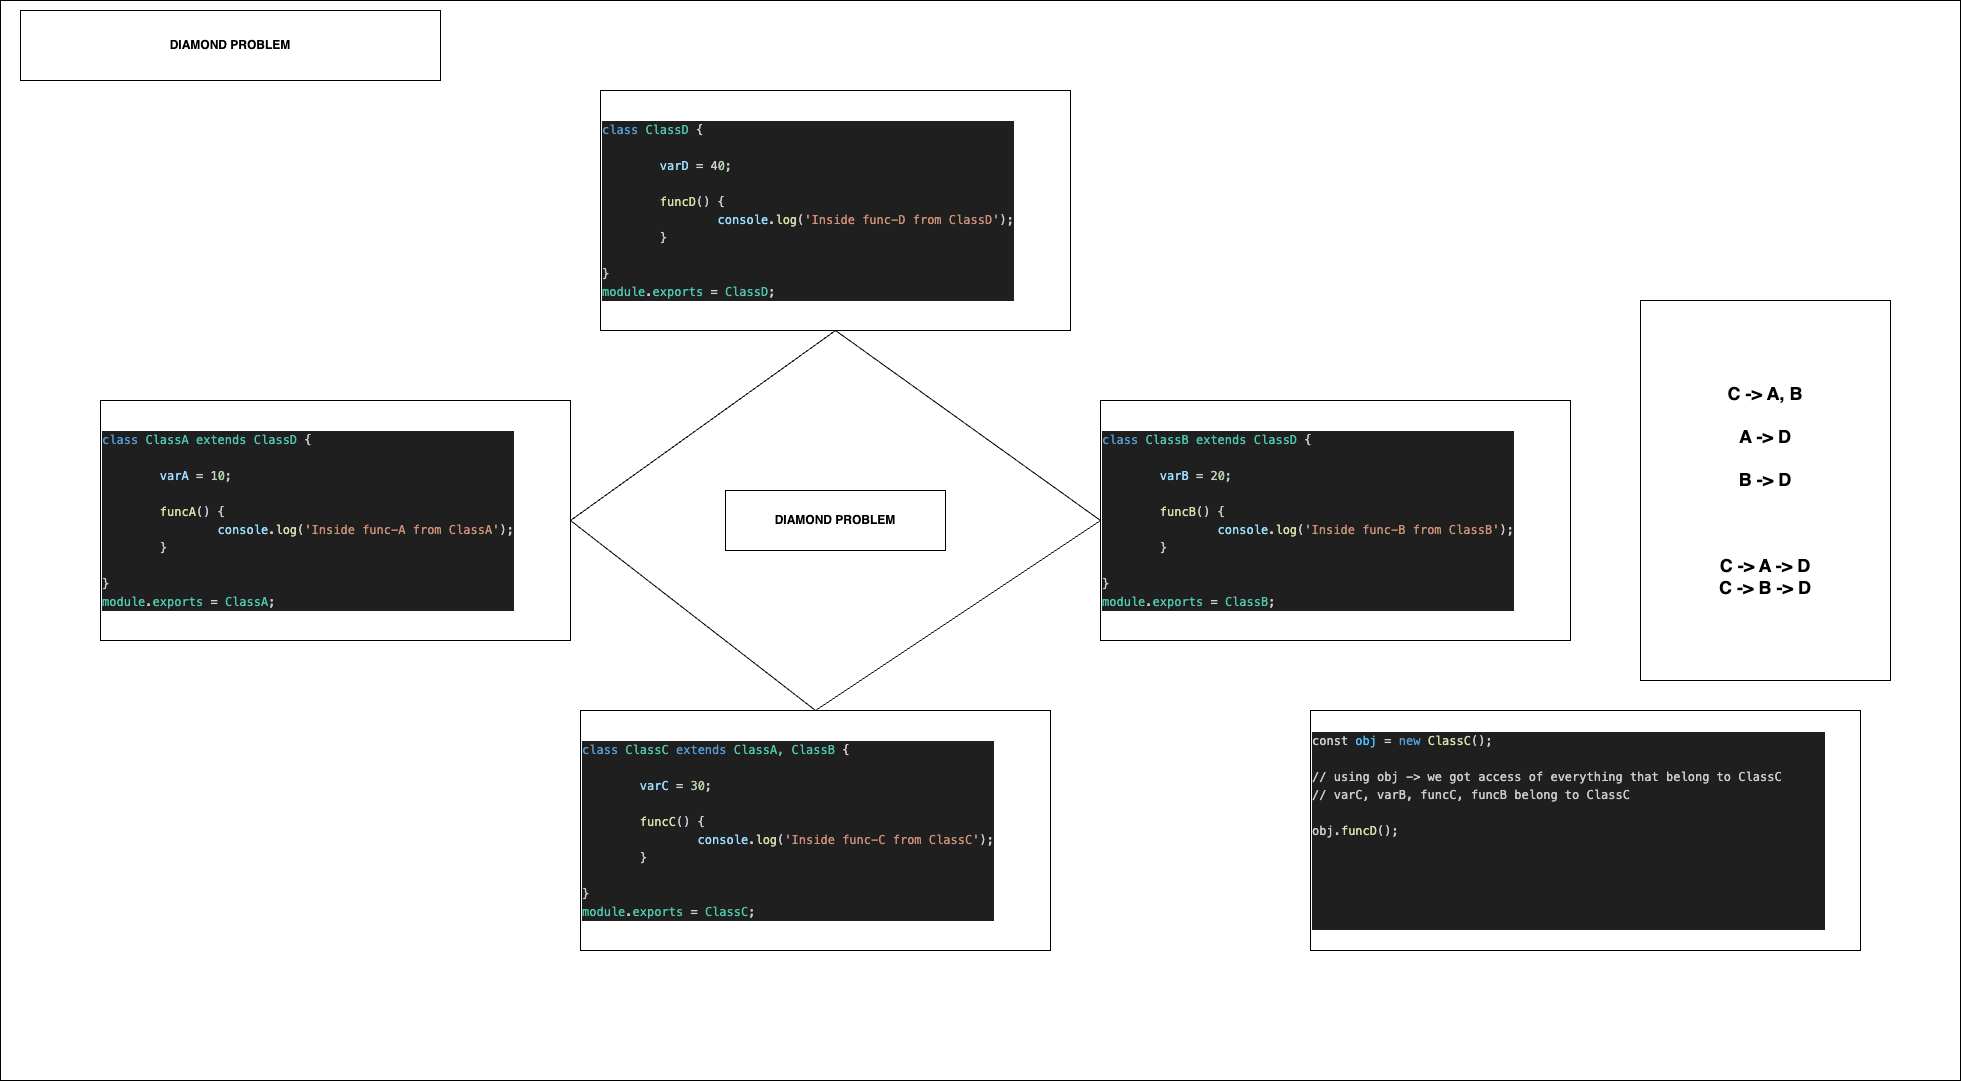 DIAMOND PROBLEM
class ClassD {
varD = 40;
funcD() {
console.log('Inside func-D from ClassD');
}
}
module.exports = ClassD;
class ClassA extends ClassD {
varA = 10;
funcA() {
console.log('Inside func-A from ClassA');
}
}
module.exports = ClassA;
DIAMOND PROBLEM
class ClassB extends ClassD {
varB = 20;
funcB() {
console.log('Inside func-B from ClassB');
}
}
module.exports = ClassB;
C -> A, B
A -> D
B -> D
C -> A -> D
C -> B -> D
class ClassC extends ClassA, ClassB {
varC = 30;
funcC() {
console.log('Inside func-C from ClassC');
}
}
module.exports = ClassC;
const obj = new ClassC();
// using obj -> we got access of everything that belong to ClassC
// varC, varB, funcC, funcB belong to ClassC
obj.funcD();